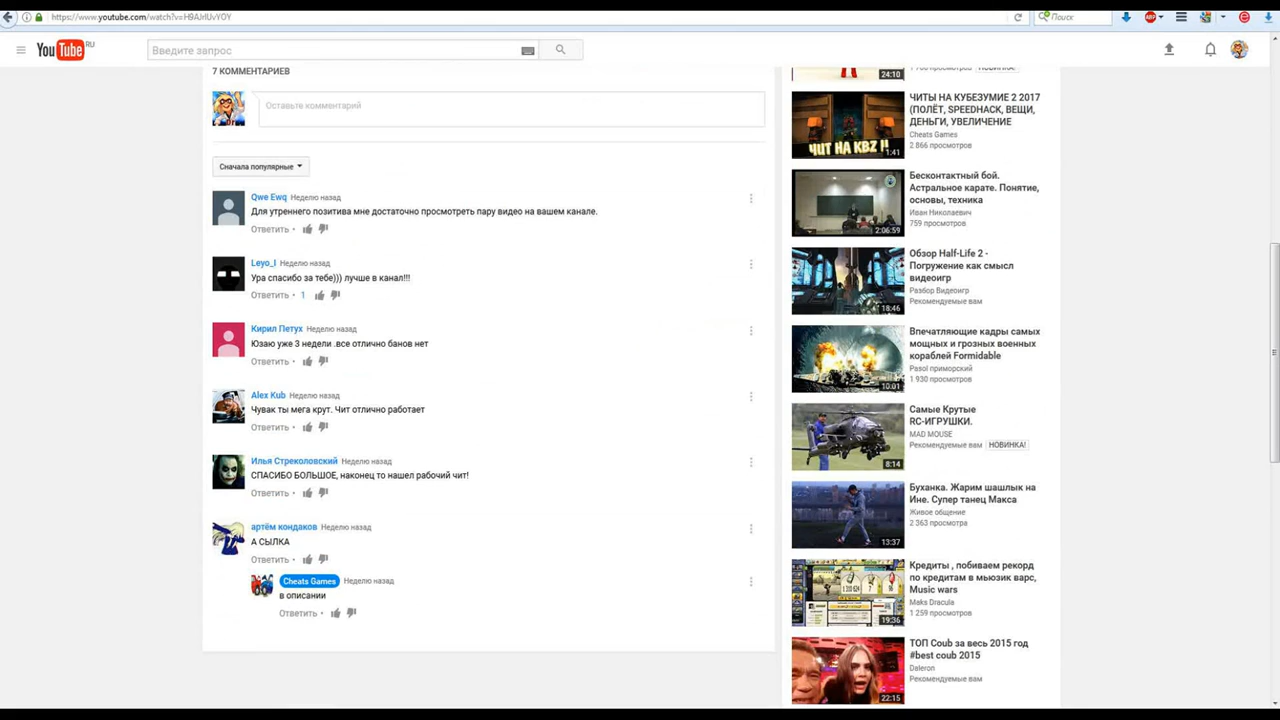 https://www.youtube.com/watch?v=H9AJrlUvYOY
Поиск
YouTube RU
Введите запрос
7 КОММЕНТАРИЕВ
Оставьте комментарий
Сначала популярные
Qwe Ewq Неделю назад
Для утреннего позитива мне достаточно просмотреть пару видео на вашем канале.
Ответить •
Leyo_l Неделю назад
Ура спасибо за тебе))) лучше в канал!!!
Ответить • 1
Кирил Петух Неделю назад
Юзаю уже 3 недели .все отлично банов нет
Ответить •
Alex Kub Неделю назад
Чувак ты мега крут. Чит отлично работает
Ответить •
Илья Стреколовский Неделю назад
СПАСИБО БОЛЬШОЕ, наконец то нашел рабочий чит!
Ответить •
артём кондаков Неделю назад
А СЫЛКА
Ответить •
Cheats Games Неделю назад
в описании
Ответить •
24:10
ЧИТЫ НА КУБЕЗУМИЕ 2 2017
(ПОЛЁТ, SPEEDHACK, ВЕЩИ,
ДЕНЬГИ, УВЕЛИЧЕНИЕ
Cheats Games
2 866 просмотров
ЧИТ НА KBZ !!
1:41
Бесконтактный бой.
Астральное карате. Понятие,
основы, техника
Иван Николаевич
759 просмотров
2:06:59
Обзор Half-Life 2 -
Погружение как смысл
видеоигр
Разбор Видеоигр
Рекомендуемые вам
18:46
Впечатляющие кадры самых
мощных и грозных военных
кораблей Formidable
Pasol приморский
1 930 просмотров
10:01
Самые Крутые
RC-ИГРУШКИ.
MAD MOUSE
Рекомендуемые вам НОВИНКА!
8:14
Буханка. Жарим шашлык на
Ине. Супер танец Макса
Живое общение
2 363 просмотра
13:37
Кредиты , побиваем рекорд
по кредитам в мьюзик варс,
Music wars
Maks Dracula
1 259 просмотров
19:36
ТОП Coub за весь 2015 год
#best coub 2015
Daleron
Рекомендуемые вам
22:15